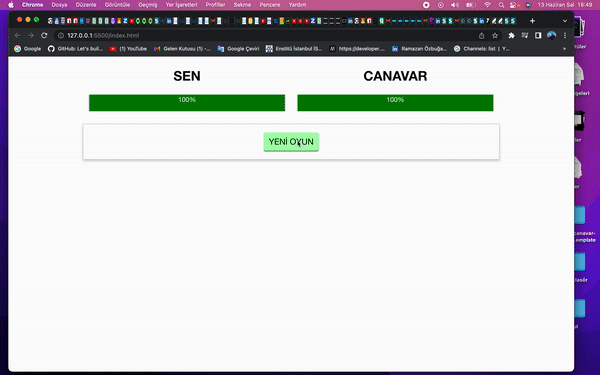 Chrome Dosya Düzenle Görüntüle Geçmiş Yer İşaretleri Profiller Sekme Pencere Yardım 13 Haziran Sal 18:49
127.0.0.1:5500/index.html
Google GitHub: Let's buil... (1) YouTube Gelen Kutusu (1) -... Google Çeviri Enstitü İstanbul İS... https://developer.... Ramazan Özbuğa... Channels: list | Y...
SEN CANAVAR
100% 100%
YENİ OYUN
canavar-
template